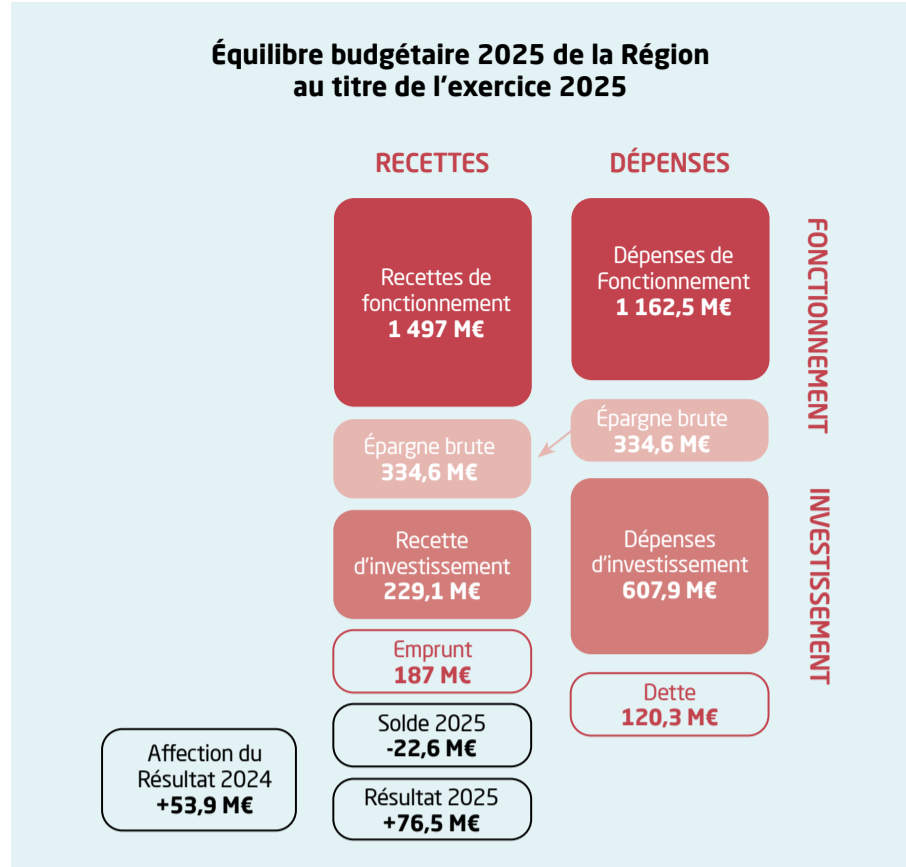 Équilibre budgétaire 2025 de la Région
au titre de l'exercice 2025
RECETTES
DÉPENSES
Recettes de
fonctionnement
1 497 M€
Dépenses de
Fonctionnement
1 162,5 M€
FONCTIONNEMENT
Épargne brute
334,6 M€
Épargne brute
334,6 M€
Recette
d'investissement
229,1 M€
Dépenses
d'investissement
607,9 M€
INVESTISSEMENT
Emprunt
187 M€
Dette
120,3 M€
Solde 2025
-22,6 M€
Affection du
Résultat 2024
+53,9 M€
Résultat 2025
+76,5 M€